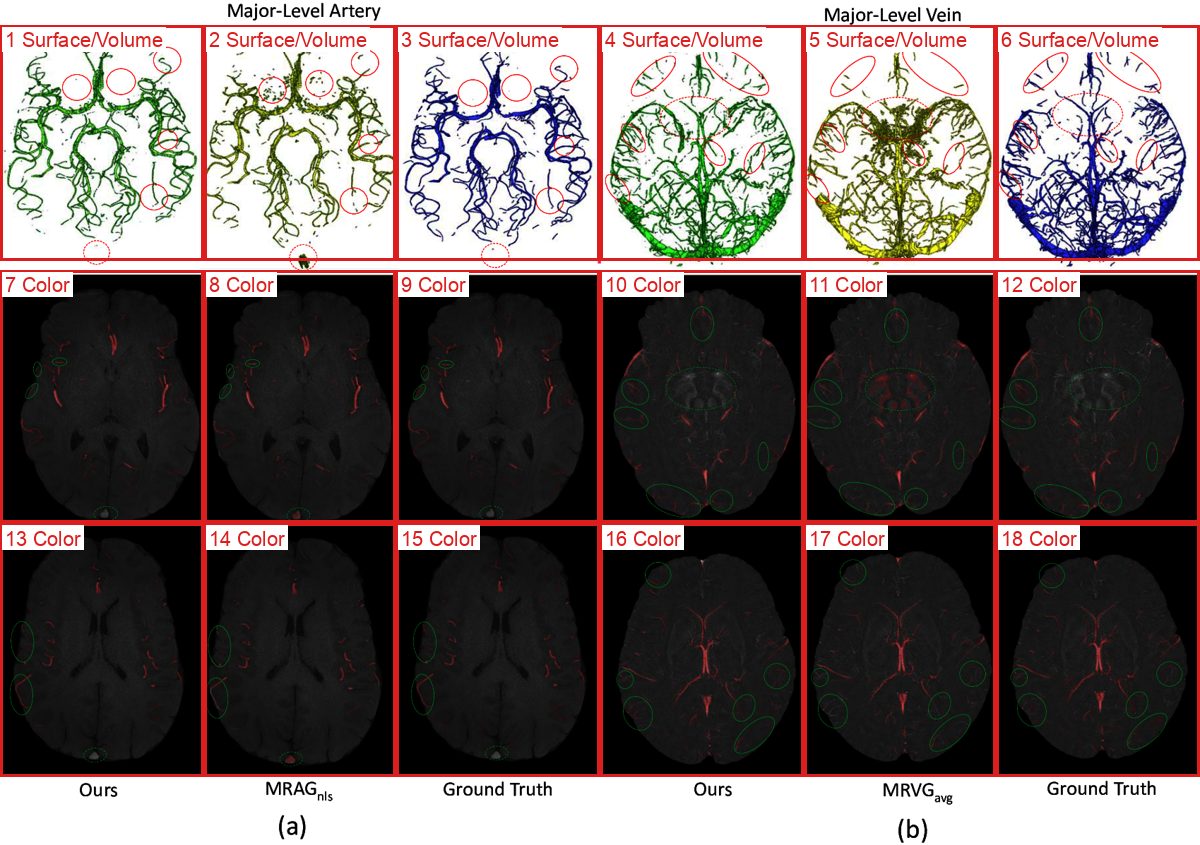 Major-Level Artery
Major-Level Vein
1 Surface/Volume
2 Surface/Volume
3 Surface/Volume
4 Surface/Volume
5 Surface/Volume
6 Surface/Volume
7 Color
8 Color
9 Color
10 Color
11 Color
12 Color
13 Color
14 Color
15 Color
16 Color
17 Color
18 Color
Ours
MRAGnls
Ground Truth
Ours
MRVGavg
Ground Truth
(a)
(b)